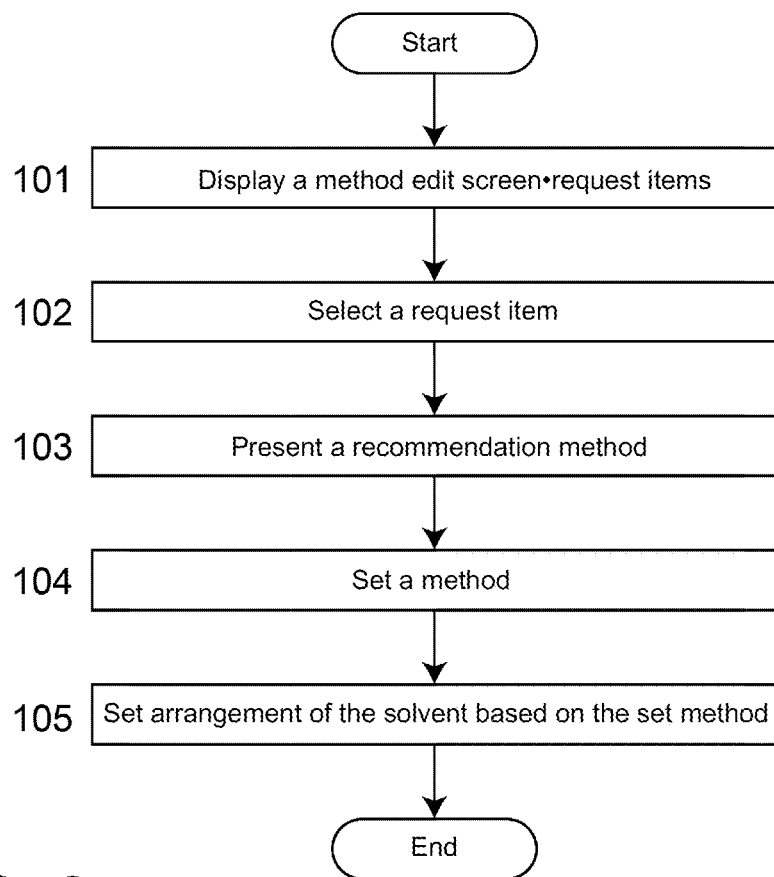 Start
101 Display a method edit screen•request items
102 Select a request item
103 Present a recommendation method
104 Set a method
105 Set arrangement of the solvent based on the set method
End